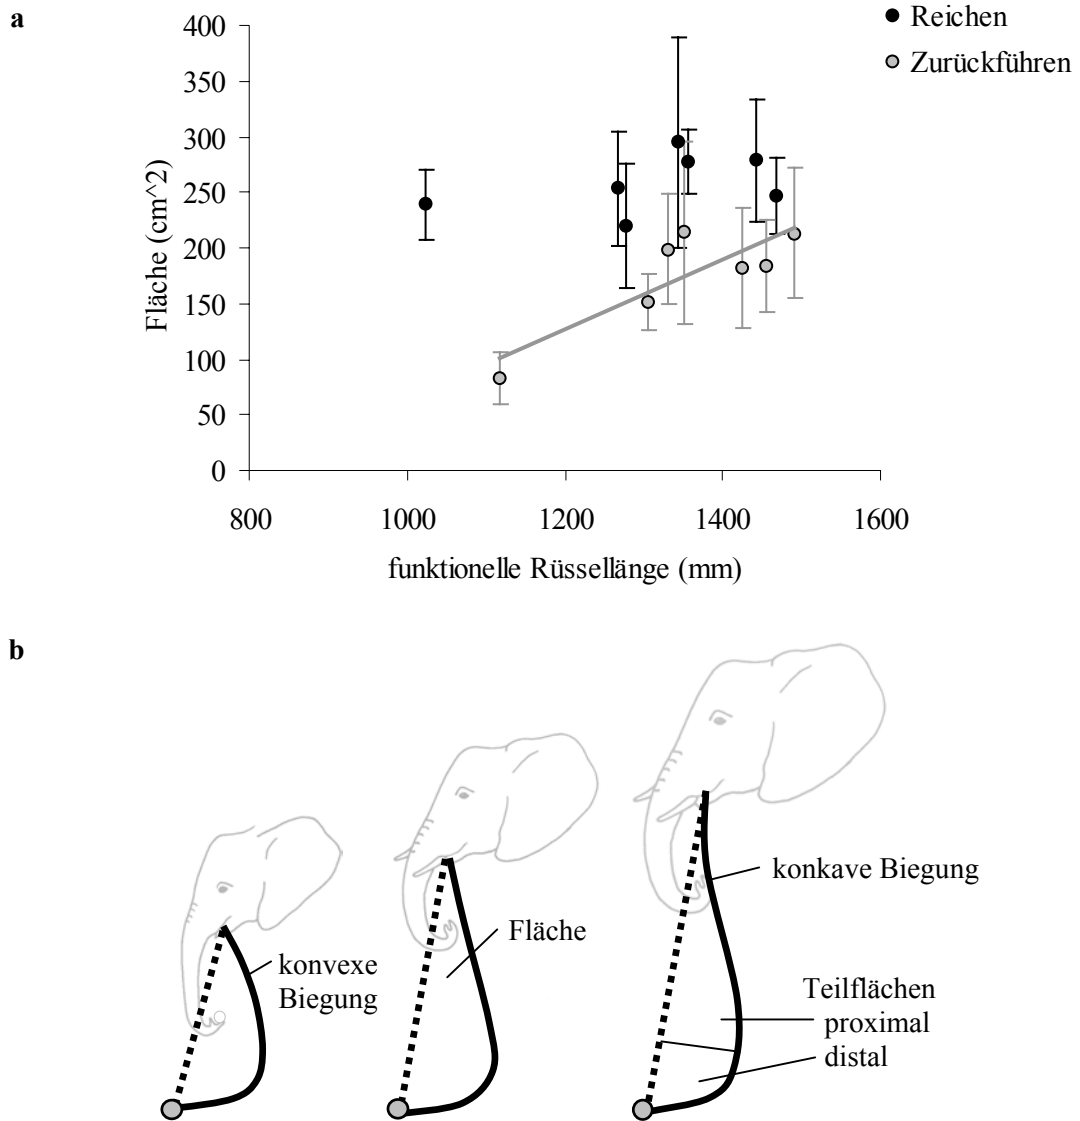 a
Reichen
Zurückführen
400
350
300
250
200
150
100
50
0
Fläche (cm^2)
800 1000 1200 1400 1600
funktionelle Rüssellänge (mm)
b
konkave Biegung
Fläche
konvexe
Biegung
Teilflächen
proximal
distal